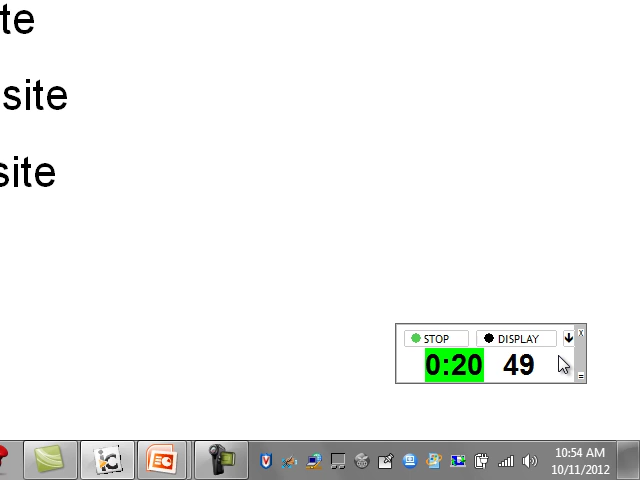 te
site
site
STOP DISPLAY X
0:20 49
10:54 AM
10/11/2012